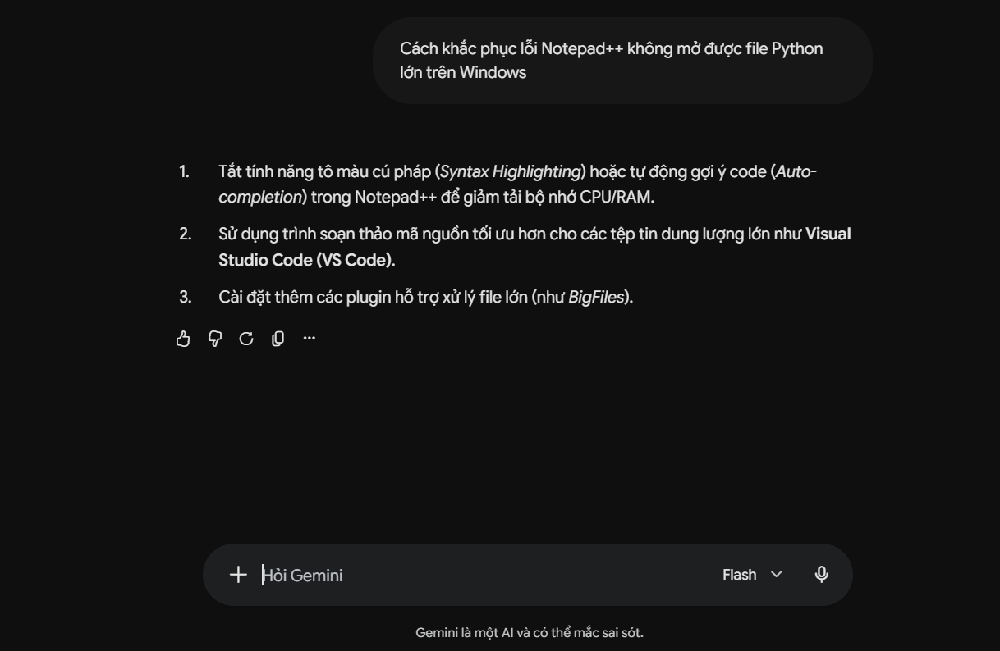 Cách khắc phục lỗi Notepad++ không mở được file Python
lớn trên Windows
1. Tắt tính năng tô màu cú pháp (Syntax Highlighting) hoặc tự động gợi ý code (Auto-
completion) trong Notepad++ để giảm tải bộ nhớ CPU/RAM.
2. Sử dụng trình soạn thảo mã nguồn tối ưu hơn cho các tệp tin dung lượng lớn như Visual
Studio Code (VS Code).
3. Cài đặt thêm các plugin hỗ trợ xử lý file lớn (như BigFiles).
Hỏi Gemini
Flash
Gemini là một AI và có thể mắc sai sót.